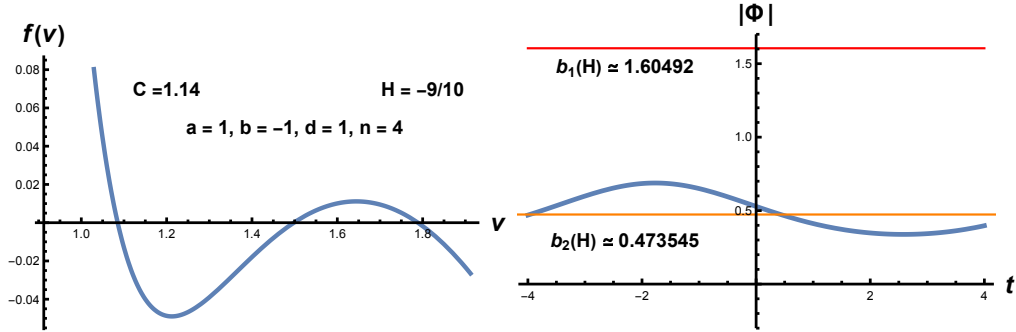 f(v)
0.08
0.06
0.04
0.02
0.00
−0.02
−0.04
1.0
1.2
1.4
1.6
1.8
v
C =1.14
H = −9/10
a = 1, b = −1, d = 1, n = 4
|Φ|
1.5
1.0
0.5
−4
−2
2
4
t
b₁(H) ≃ 1.60492
b₂(H) ≃ 0.473545